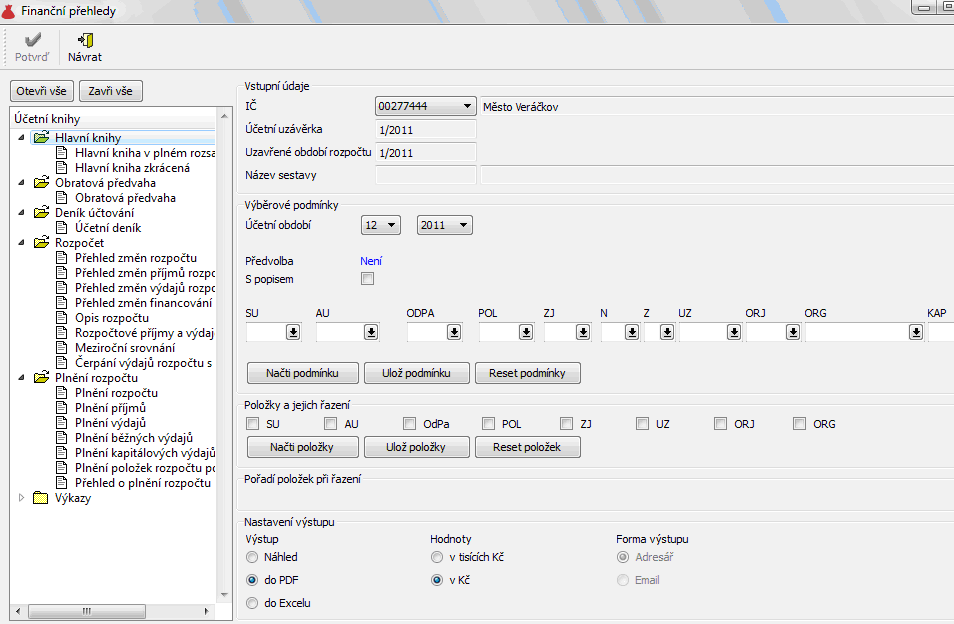 Finanční přehledy
Potvrď Návrat
Otevři vše Zavři vše
Účetní knihy
Hlavní knihy
Hlavní kniha v plném rozsa
Hlavní kniha zkrácená
Obratová předvaha
Obratová předvaha
Deník účtování
Účetní deník
Rozpočet
Přehled změn rozpočtu
Přehled změn příjmů rozpo
Přehled změn výdajů rozpo
Přehled změn financování
Opis rozpočtu
Rozpočtové příjmy a výdaj
Meziroční srovnání
Čerpání výdajů rozpočtu s
Plnění rozpočtu
Plnění rozpočtu
Plnění příjmů
Plnění výdajů
Plnění běžných výdajů
Plnění kapitálových výdajů
Plnění položek rozpočtu po
Přehled o plnění rozpočtu
Výkazy
Vstupní údaje
IČ 00277444 Město Veráčkov
Účetní uzávěrka 1/2011
Uzavřené období rozpočtu 1/2011
Název sestavy
Výběrové podmínky
Účetní období 12 2011
Předvolba Není
S popisem
SU AU ODPA POL ZJ N Z UZ ORJ ORG KAP
Načti podmínku Ulož podmínku Reset podmínky
Položky a jejich řazení
SU AU OdPa POL ZJ UZ ORJ ORG
Načti položky Ulož položky Reset položek
Pořadí položek při řazení
Nastavení výstupu
Výstup Hodnoty Forma výstupu
Náhled v tisících Kč Adresář
do PDF v Kč Email
do Excelu